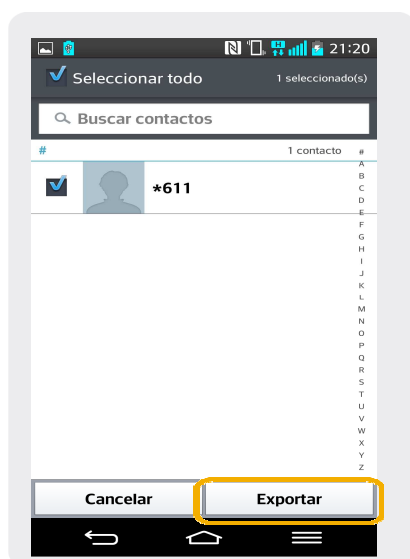 21:20
Seleccionar todo 1 seleccionado(s)
Buscar contactos
# 1 contacto
*611
#
A
B
C
D
E
F
G
H
I
J
K
L
M
N
O
P
Q
R
S
T
U
V
W
X
Y
Z
Cancelar Exportar